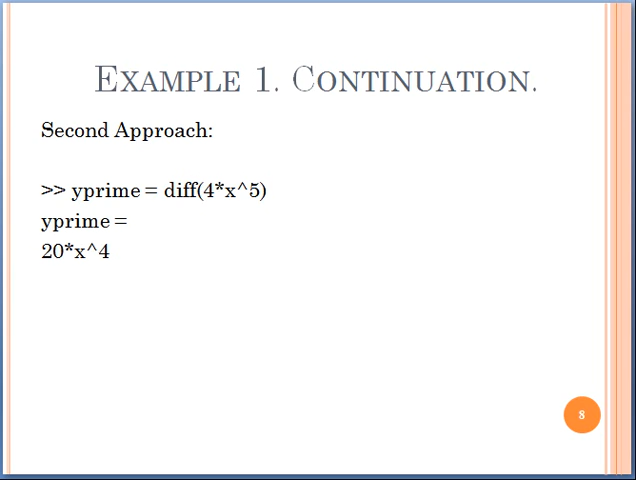 EXAMPLE 1. CONTINUATION.
Second Approach:
>> yprime = diff(4*x^5)
yprime =
20*x^4
8